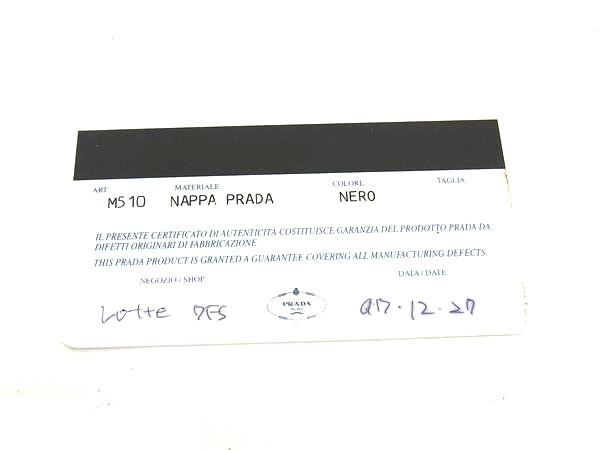 ART MATERIALE COLORE TAGLIA
M510 NAPPA PRADA NERO
IL PRESENTE CERTIFICATO DI AUTENTICITÀ COSTITUISCE GARANZIA DEL PRODOTTO PRADA DA
DIFETTI ORIGINARI DI FABBRICAZIONE
THIS PRADA PRODUCT IS GRANTED A GUARANTEE COVERING ALL MANUFACTURING DEFECTS.
NEGOZIO / SHOP DATA / DATE
Lotte DFS PRADA 07.12.27